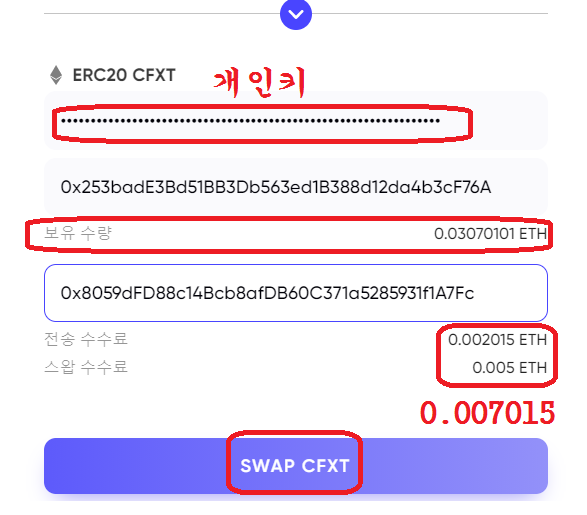 ERC20 CFXT
개인키
••••••••••••••••••••••••••••••••••••••••••••••••••••••••••••••••
0x253badE3Bd51BB3Db563ed1B388d12da4b3cF76A
보유 수량 0.03070101 ETH
0x8059dFD88c14Bcb8afDB60C371a5285931f1A7Fc
전송 수수료 0.002015 ETH
스왑 수수료 0.005 ETH
0.007015
SWAP CFXT